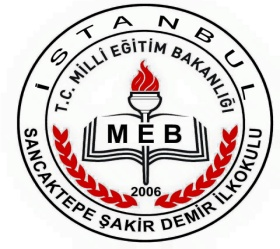 İSTANBUL
T.C. MİLLİ EĞİTİM BAKANLIĞI
MEB
2006
SANCAKTEPE ŞAKİR DEMİR İLKOKULU